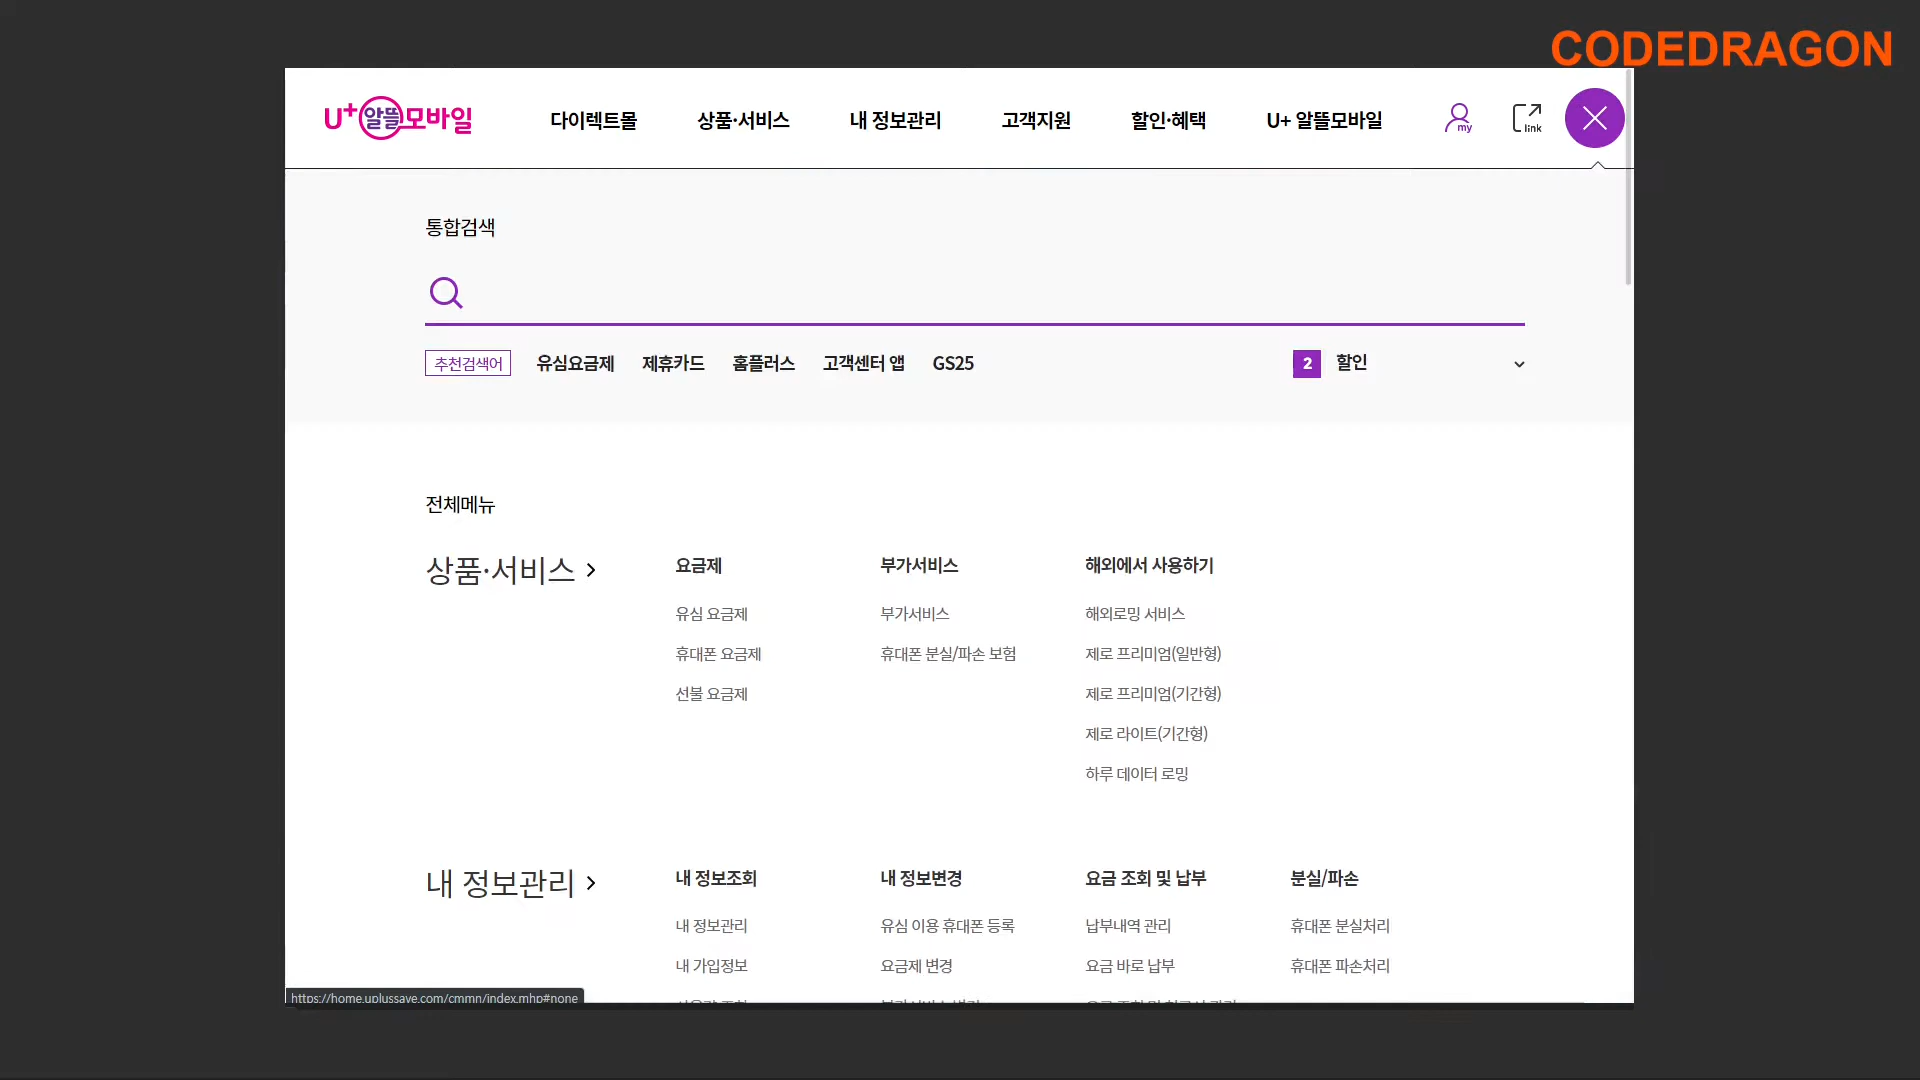 CODEDRAGON
U+알뜰모바일
다이렉트몰 상품·서비스 내 정보관리 고객지원 할인·혜택 U+ 알뜰모바일 my link
통합검색
추천검색어 유심요금제 제휴카드 홈플러스 고객센터 앱 GS25 2 할인
전체메뉴
상품·서비스 요금제 부가서비스 해외에서 사용하기
유심 요금제 부가서비스 해외로밍 서비스
휴대폰 요금제 휴대폰 분실/파손 보험 제로 프리미엄(일반형)
선불 요금제 제로 프리미엄(기간형)
제로 라이트(기간형)
하루 데이터 로밍
내 정보관리 내 정보조회 내 정보변경 요금 조회 및 납부 분실/파손
내 정보관리 유심 이용 휴대폰 등록 납부내역 관리 휴대폰 분실처리
내 가입정보 요금제 변경 요금 바로 납부 휴대폰 파손처리
https://home.uplussave.com/cmmn/index.mhp#none